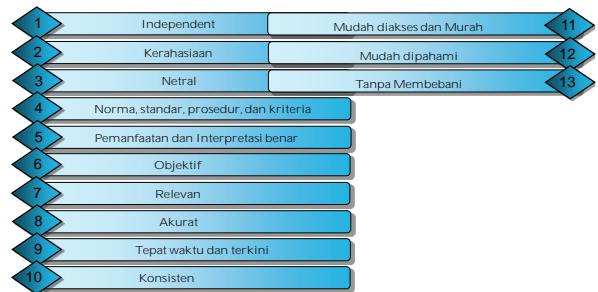 1 Independent
2 Kerahasiaan
3 Netral
4 Norma, standar, prosedur, dan kriteria
5 Pemanfaatan dan Interpretasi benar
6 Objektif
7 Relevan
8 Akurat
9 Tepat waktu dan terkini
10 Konsisten
Mudah diakses dan Murah 11
Mudah dipahami 12
Tanpa Membebani 13